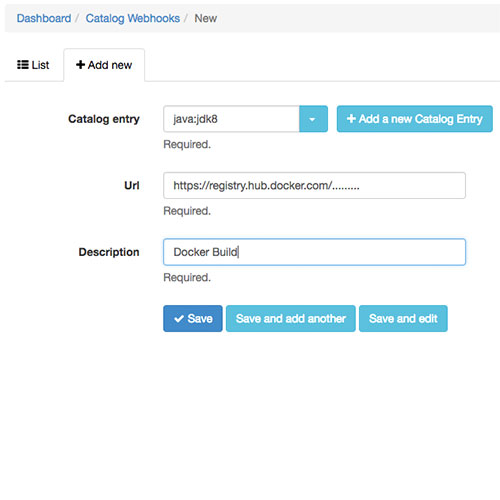 Dashboard / Catalog Webhooks / New
List + Add new
Catalog entry java:jdk8 + Add a new Catalog Entry
Required.
Url https://registry.hub.docker.com/.........
Required.
Description Docker Build
Required.
Save Save and add another Save and edit